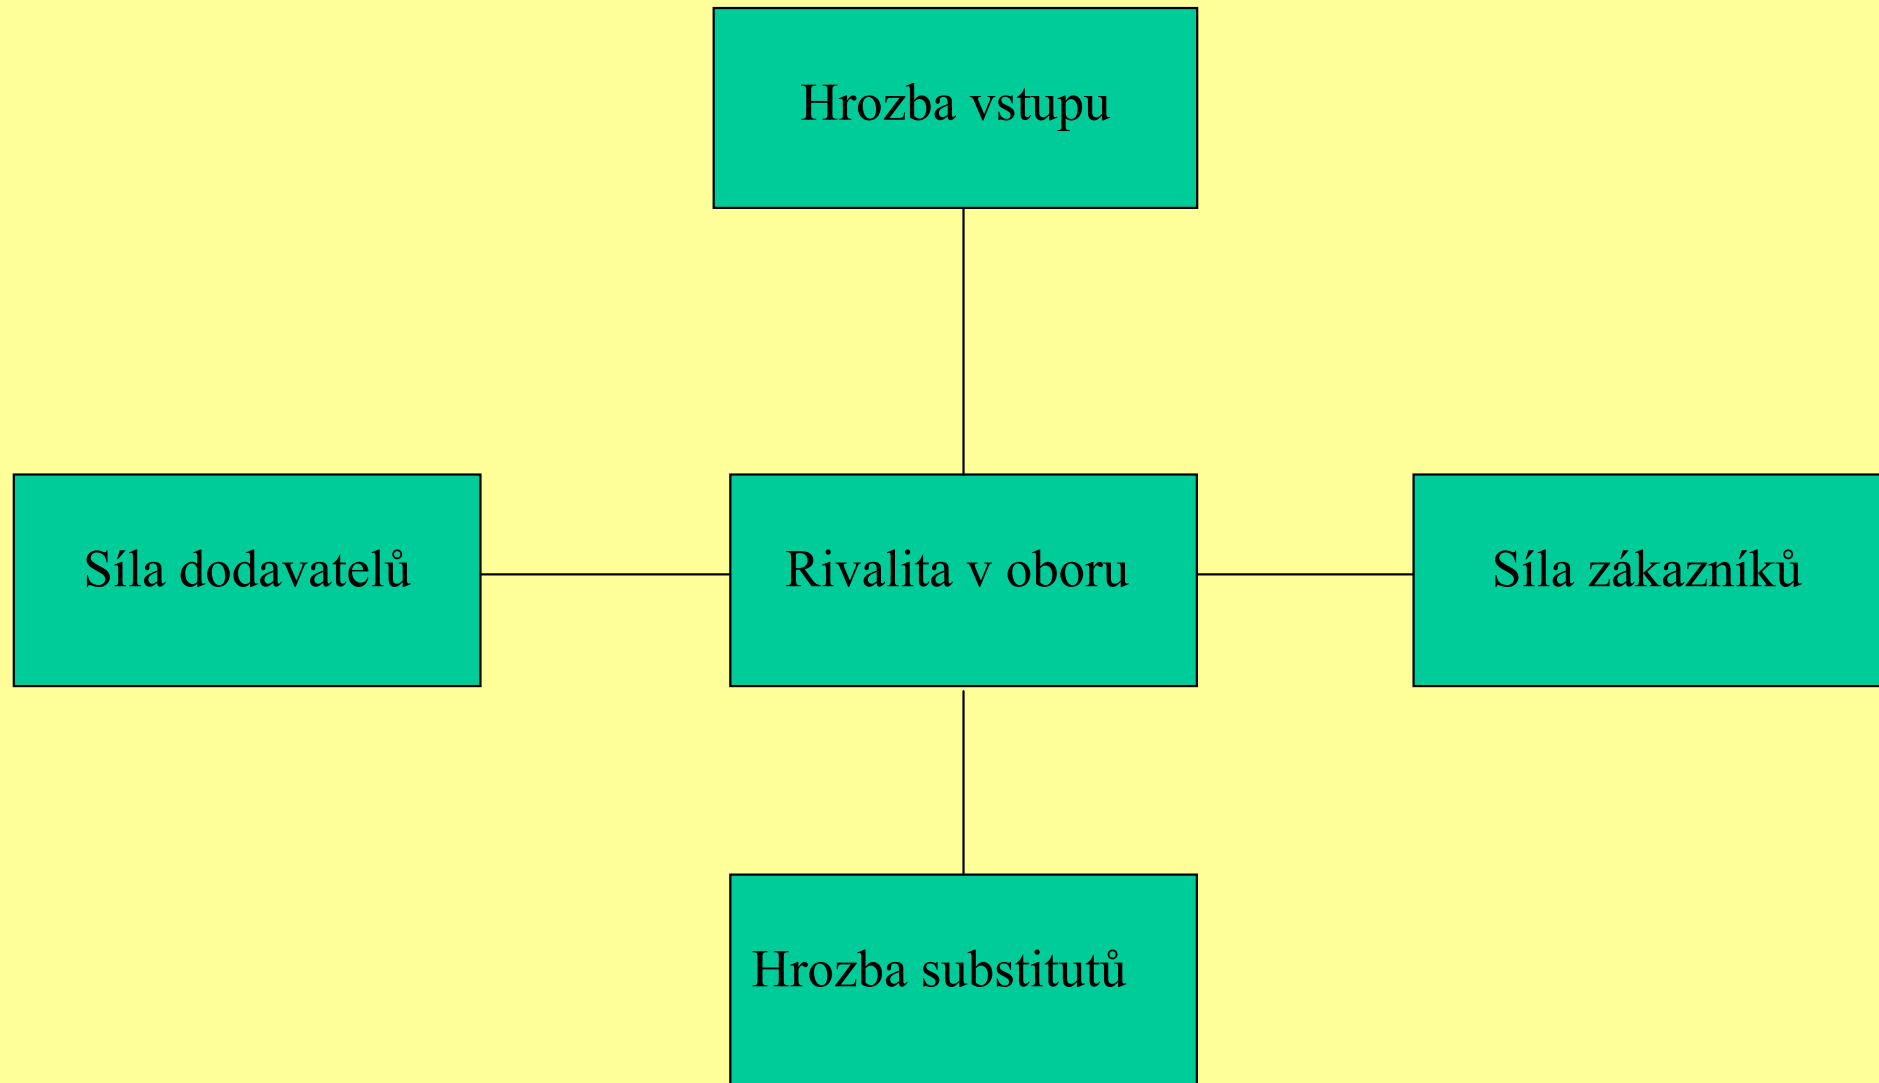 Hrozba vstupu
Síla dodavatelů
Rivalita v oboru
Síla zákazníků
Hrozba substitutů